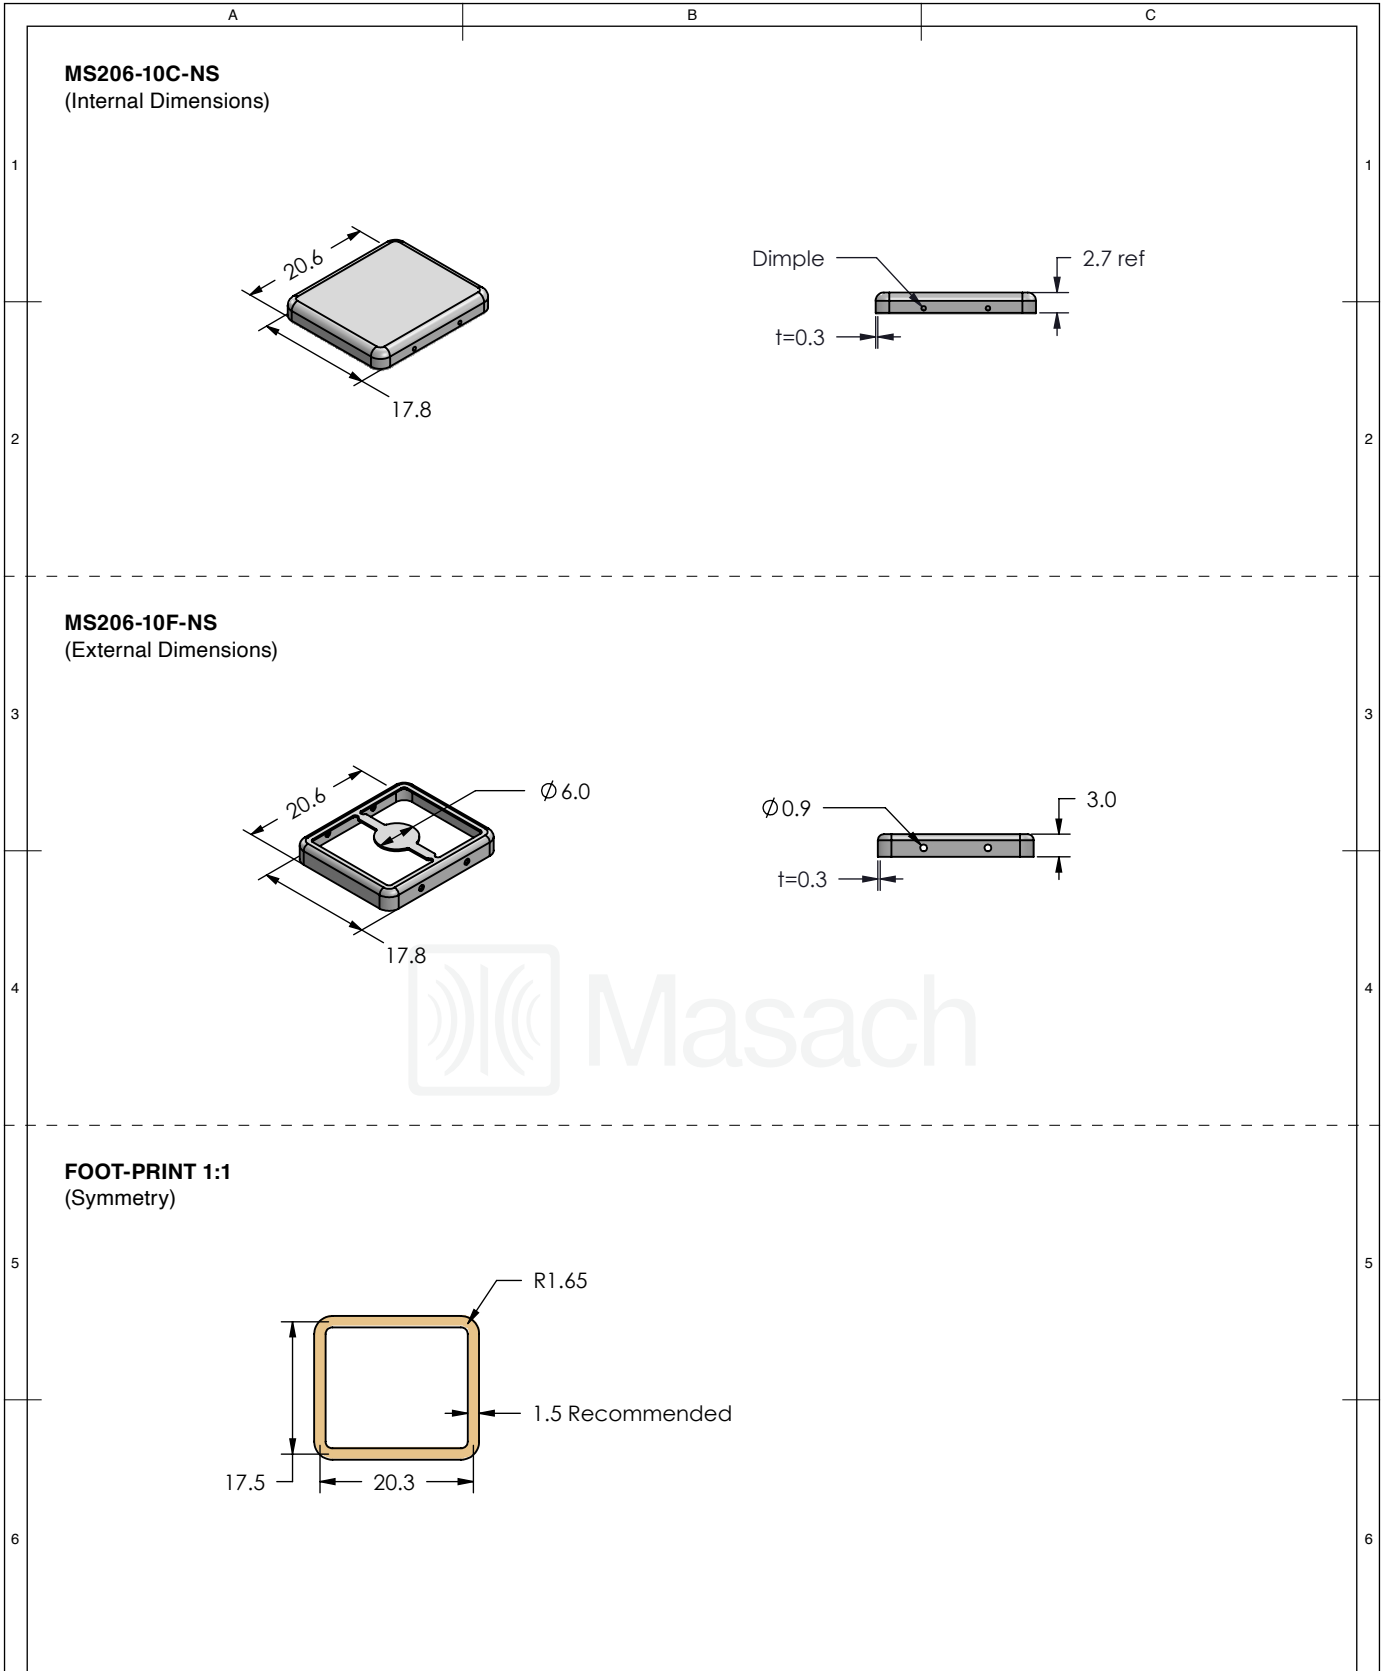 A B C
MS206-10C-NS
(Internal Dimensions)
1 1
20.6
17.8
Dimple
2.7 ref
t=0.3
2 2
MS206-10F-NS
(External Dimensions)
3 3
20.6
Ø6.0
17.8
Ø0.9
3.0
t=0.3
Masach
4 4
FOOT-PRINT 1:1
(Symmetry)
5 5
R1.65
1.5 Recommended
17.5
20.3
6 6